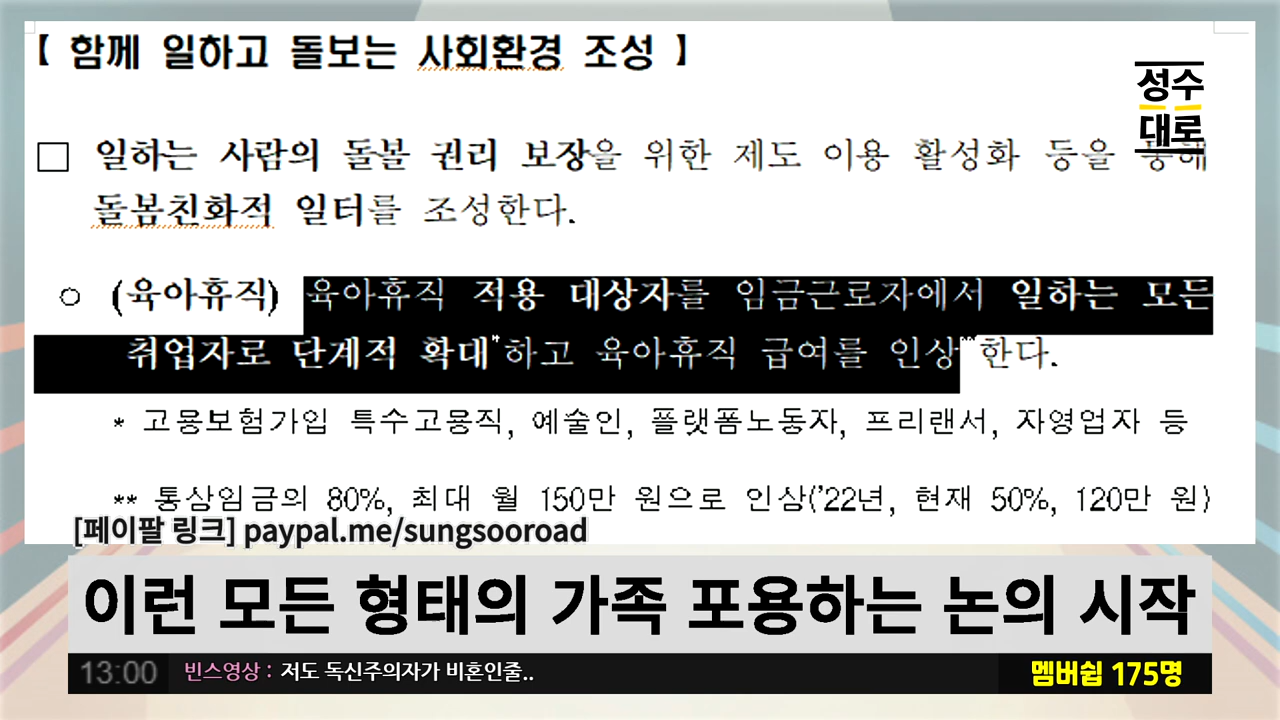 【 함께 일하고 돌보는 사회환경 조성 】
성수
대로
□ 일하는 사람의 돌볼 권리 보장을 위한 제도 이용 활성화 등을 통해
돌봄친화적 일터를 조성한다.
○ (육아휴직) 육아휴직 적용 대상자를 임금근로자에서 일하는 모든
취업자로 단계적 확대*하고 육아휴직 급여를 인상**한다.
* 고용보험가입 특수고용직, 예술인, 플랫폼노동자, 프리랜서, 자영업자 등
** 통상임금의 80%, 최대 월 150만 원으로 인상('22년, 현재 50%, 120만 원)
[페이팔 링크] paypal.me/sungsooroad
이런 모든 형태의 가족 포용하는 논의 시작
13:00 빈스영상 : 저도 독신주의자가 비혼인줄.. 멤버쉽 175명